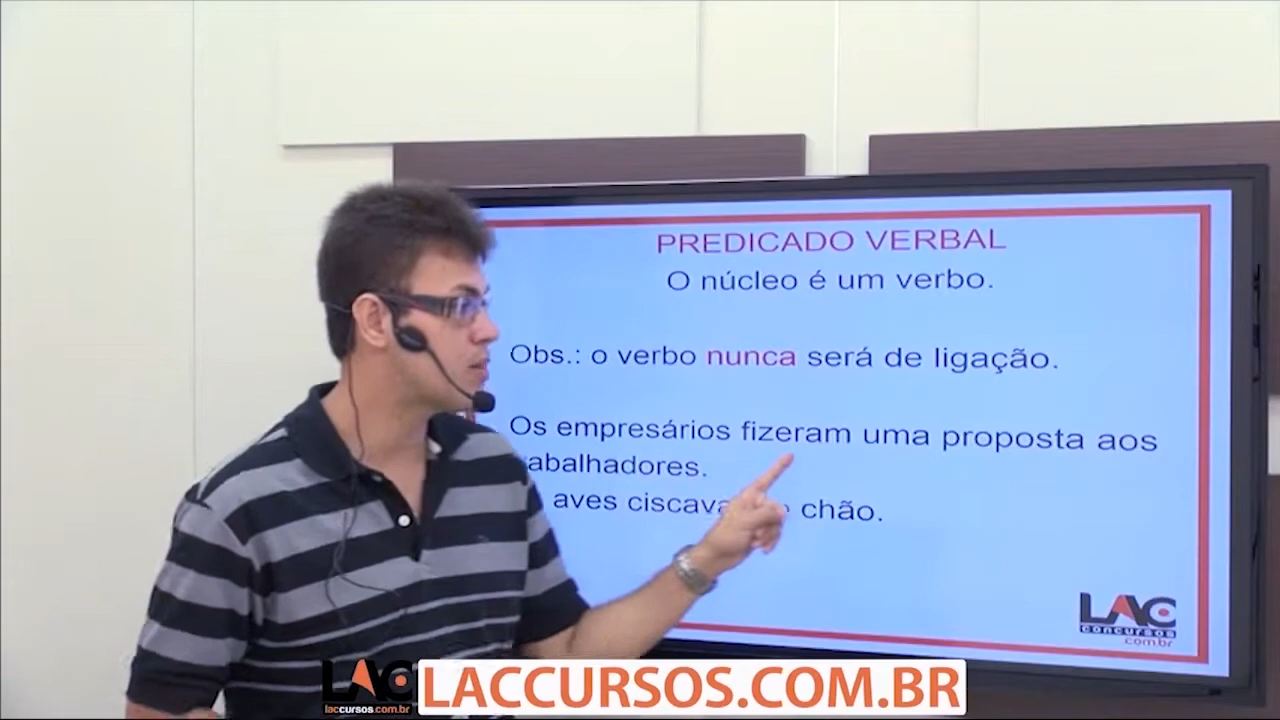 PREDICADO VERBAL
O núcleo é um verbo.
Obs.: o verbo nunca será de ligação.
Os empresários fizeram uma proposta aos
abalhadores.
aves ciscava chão.
LAC
concursos
com.br
LAC
laccursos.com.br
LACCURSOS.COM.BR